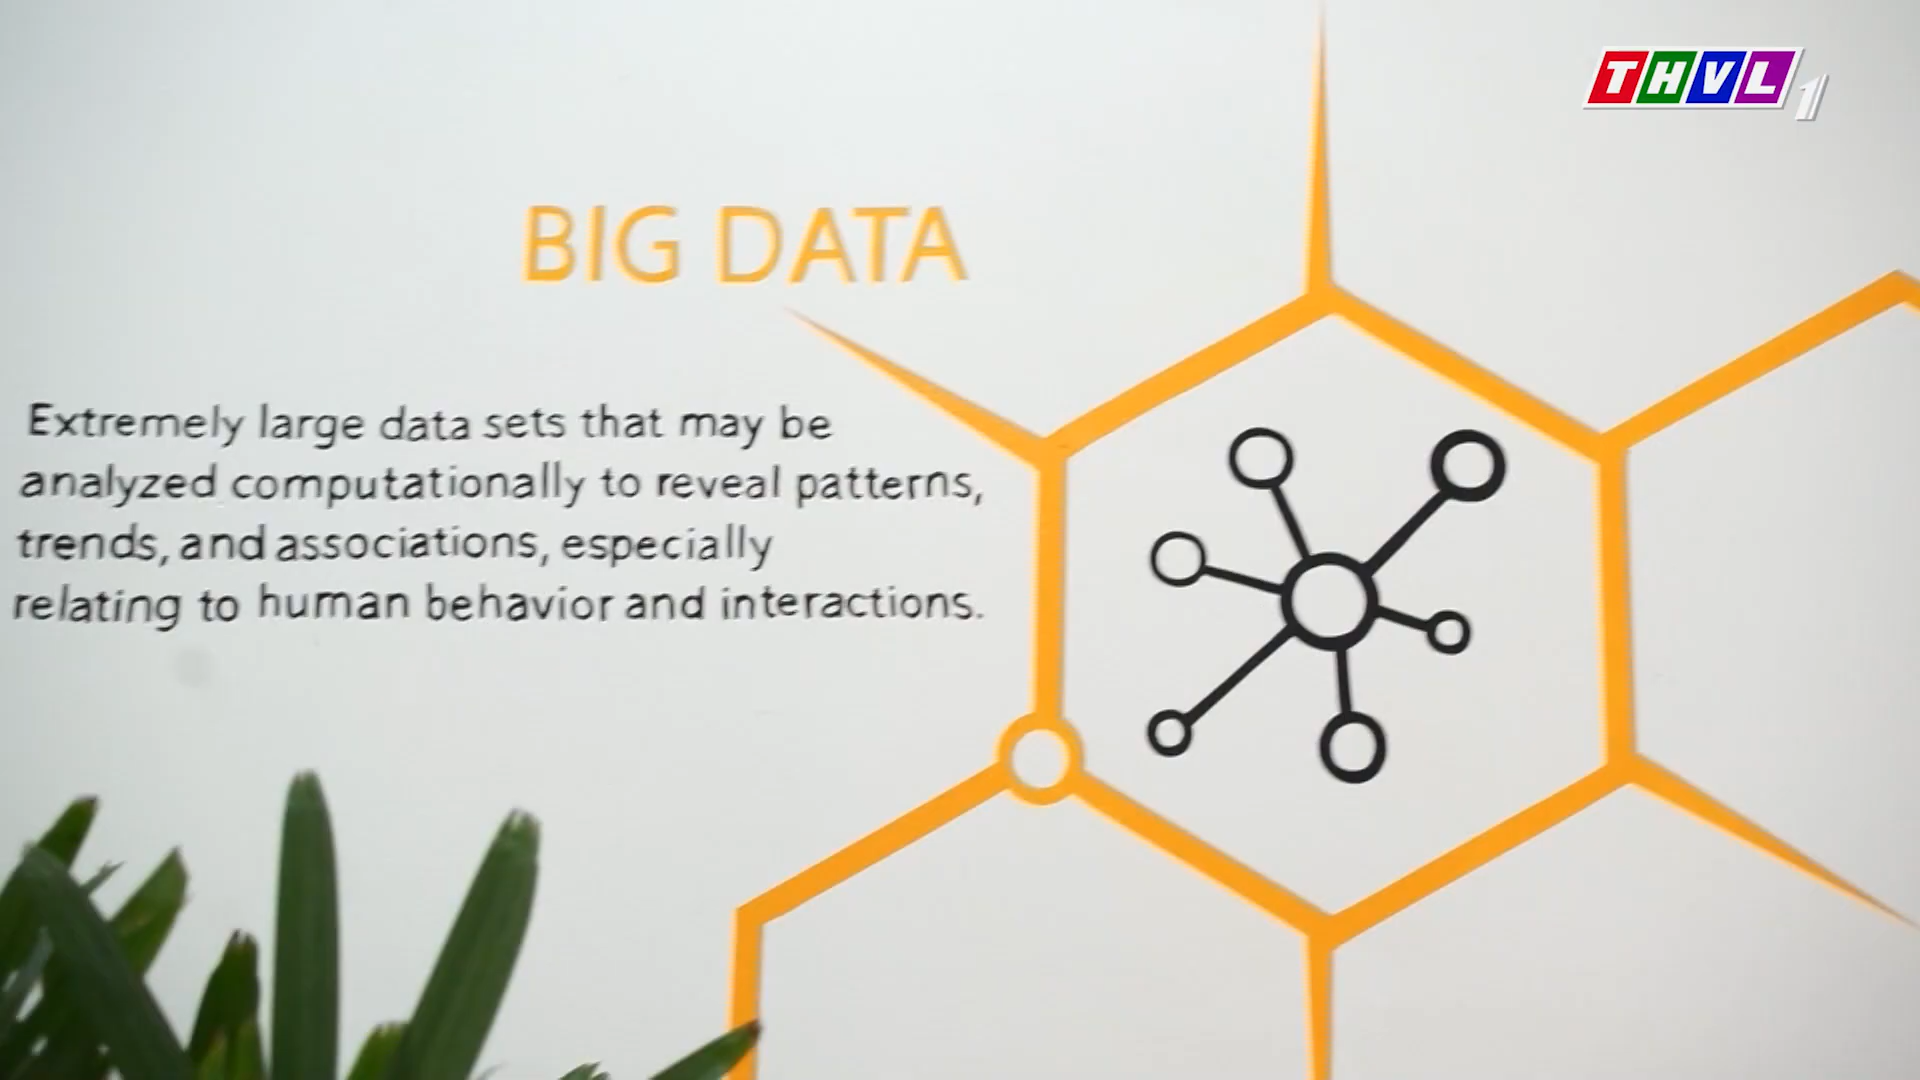 THVL1
BIG DATA
Extremely large data sets that may be
analyzed computationally to reveal patterns,
trends, and associations, especially
relating to human behavior and interactions.